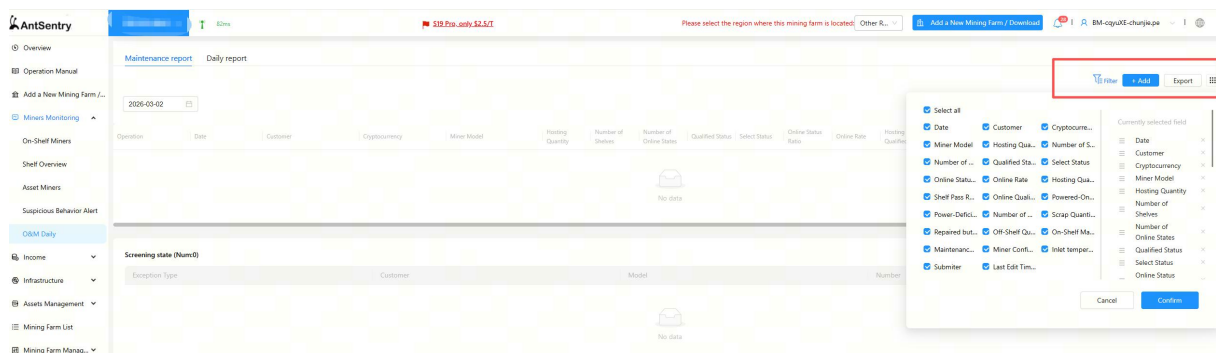 AntSentry
82ms
S19 Pro, only $2.5/T
Please select the region where this mining farm is located: Other R...
Add a New Mining Farm / Download
BM-cqyuXE-chunjie.pe
Overview
Operation Manual
Add a New Mining Farm /...
Miners Monitoring
On-Shelf Miners
Shelf Overview
Asset Miners
Suspicious Behavior Alert
O&M Daily
Income
Infrastructure
Assets Management
Mining Farm List
Mining Farm Manag...
Maintenance report Daily report
Filter + Add Export
2026-03-02
Operation Date Customer Cryptocurrency Miner Model Hosting Quantity Number of Shelves Number of Online States Qualified Status Select Status Online Status Ratio Online Rate Hosting Qualified
No data
Screening state (Num:0)
Exception Type Customer Model Number
No data
Select all
Date Customer Cryptocurre...
Miner Model Hosting Qua... Number of S...
Number of ... Qualified Sta... Select Status
Online Statu... Online Rate Hosting Qua...
Shelf Pass R... Online Quali... Powered-On...
Power-Defici... Number of ... Scrap Quanti...
Repaired but... Off-Shelf Qu... On-Shelf Ma...
Maintenanc... Miner Confi... Inlet temper...
Submiter Last Edit Tim...
Currently selected field
Date
Customer
Cryptocurrency
Miner Model
Hosting Quantity
Number of
Shelves
Number of
Online States
Qualified Status
Select Status
Online Status
Cancel Confirm